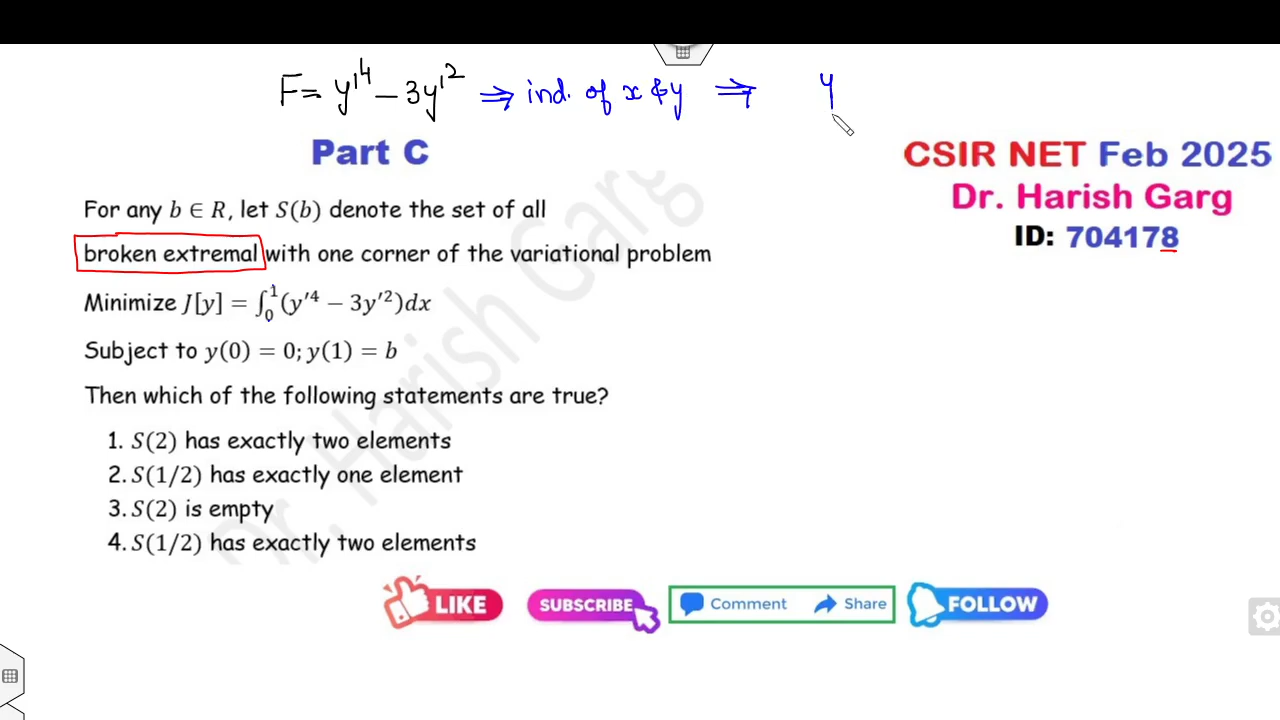 F= y'^4 - 3y'^2 ⇒ ind. of x & y ⇒ y
Part C
CSIR NET Feb 2025
Dr. Harish Garg
ID: 704178
For any b ∈ R, let S(b) denote the set of all
broken extremal with one corner of the variational problem
Minimize J[y] = ∫₀¹(y'⁴ − 3y'²)dx
Subject to y(0) = 0; y(1) = b
Then which of the following statements are true?
1. S(2) has exactly two elements
2. S(1/2) has exactly one element
3. S(2) is empty
4. S(1/2) has exactly two elements
Dr. Harish Garg
LIKE SUBSCRIBE Comment Share FOLLOW